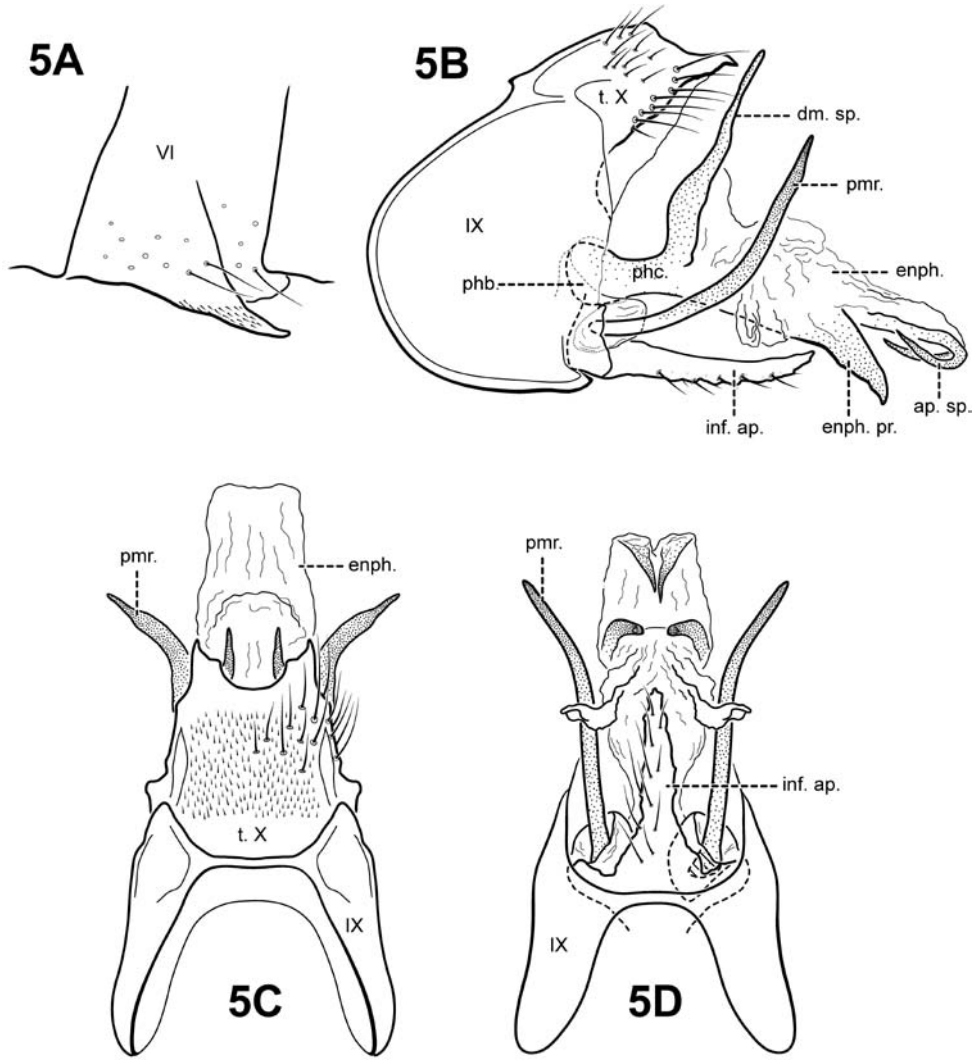 5A
VI
5B
t. X
dm. sp.
pmr.
IX
phc.
phb.
enph.
inf. ap.
enph. pr.
ap. sp.
pmr.
enph.
t. X
IX
5C
pmr.
inf. ap.
IX
5D